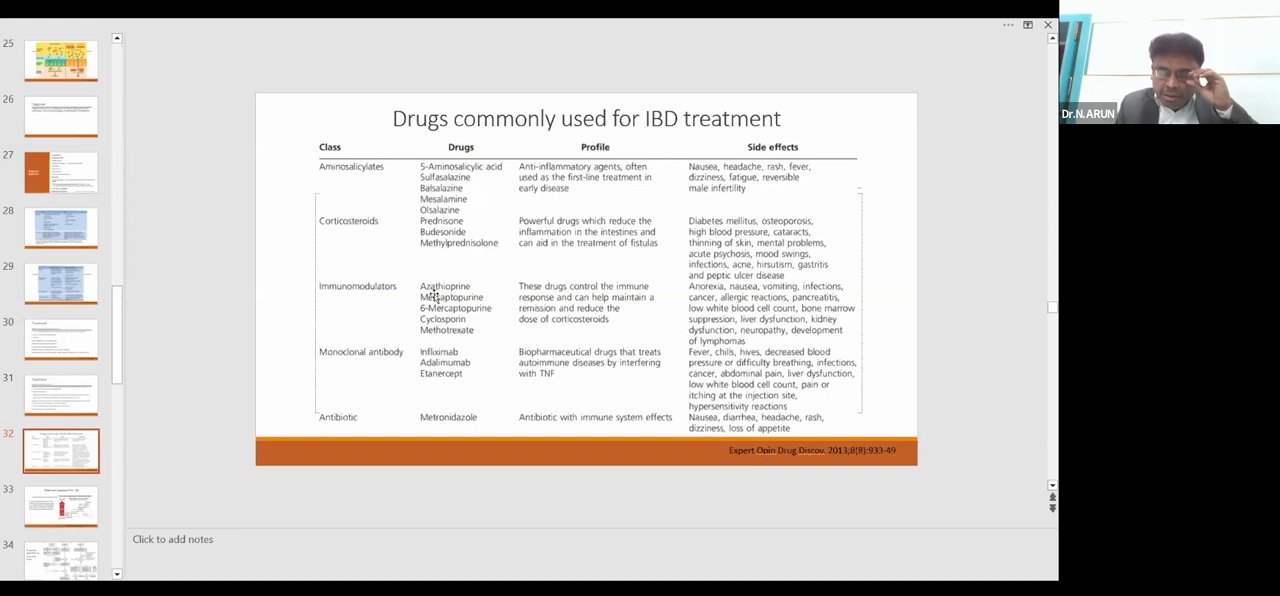 25
26
27
28
29
30
31
32
33
34
Drugs commonly used for IBD treatment
Class Drugs Profile Side effects
Aminosalicylates 5-Aminosalicylic acid Anti-inflammatory agents, often Nausea, headache, rash, fever,
Sulfasalazine used as the first-line treatment in dizziness, fatigue, reversible
Balsalazine early disease male infertility
Mesalamine
Olsalazine
Corticosteroids Prednisone Powerful drugs which reduce the Diabetes mellitus, osteoporosis,
Budesonide inflammation in the intestines and high blood pressure, cataracts,
Methylprednisolone can aid in the treatment of fistulas thinning of skin, mental problems,
acute psychosis, mood swings,
infections, acne, hirsutism, gastritis
and peptic ulcer disease
Immunomodulators Azathioprine These drugs control the immune Anorexia, nausea, vomiting, infections,
Mercaptopurine response and can help maintain a cancer, allergic reactions, pancreatitis,
6-Mercaptopurine remission and reduce the low white blood cell count, bone marrow
Cyclosporin dose of corticosteroids suppression, liver dysfunction, kidney
Methotrexate dysfunction, neuropathy, development
of lymphomas
Monoclonal antibody Infliximab Biopharmaceutical drugs that treats Fever, chills, hives, decreased blood
Adalimumab autoimmune diseases by interfering pressure or difficulty breathing, infections,
Etanercept with TNF cancer, abdominal pain, liver dysfunction,
low white blood cell count, pain or
itching at the injection site,
hypersensitivity reactions
Antibiotic Metronidazole Antibiotic with immune system effects Nausea, diarrhea, headache, rash,
dizziness, loss of appetite
Expert Opin Drug Discov. 2013;8(8):933-49
Click to add notes
Dr.N.ARUN